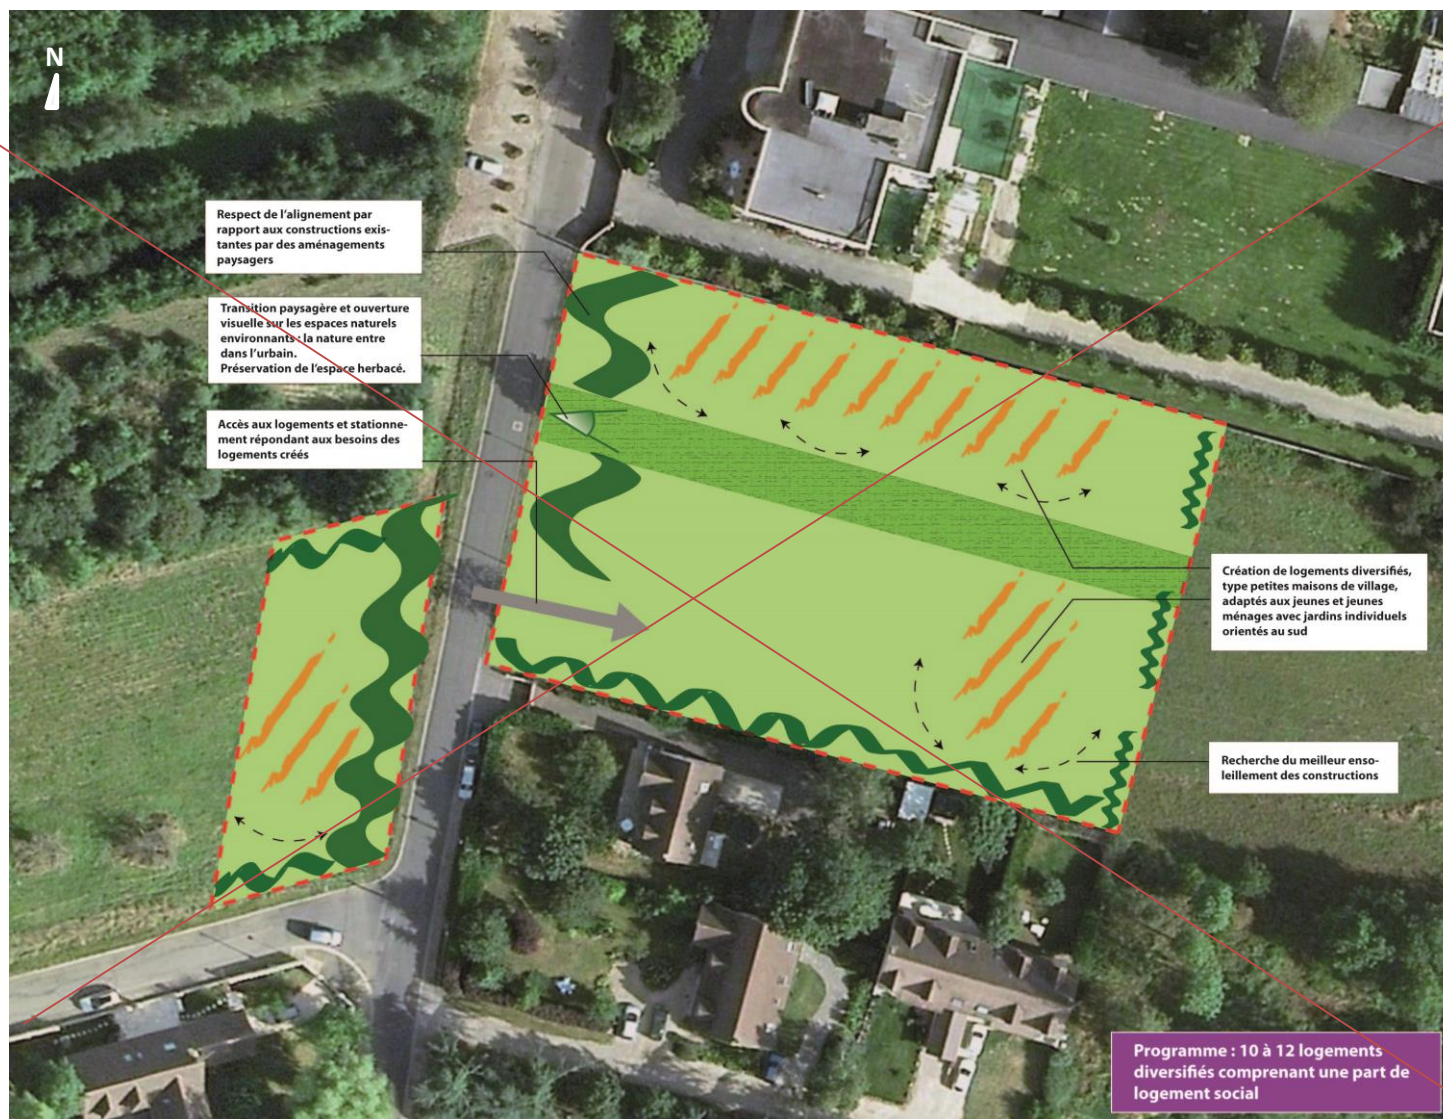 N
Respect de l'alignement par
rapport aux constructions exis-
tantes par des aménagements
paysagers
Transition paysagère et ouverture
visuelle sur les espaces naturels
environnants : la nature entre
dans l'urbain.
Préservation de l'espace herbacé.
Accès aux logements et stationne-
ment répondant aux besoins des
logements créés
Création de logements diversifiés,
type petites maisons de village,
adaptés aux jeunes et jeunes
ménages avec jardins individuels
orientés au sud
Recherche du meilleur enso-
leillement des constructions
Programme : 10 à 12 logements
diversifiés comprenant une part de
logement social